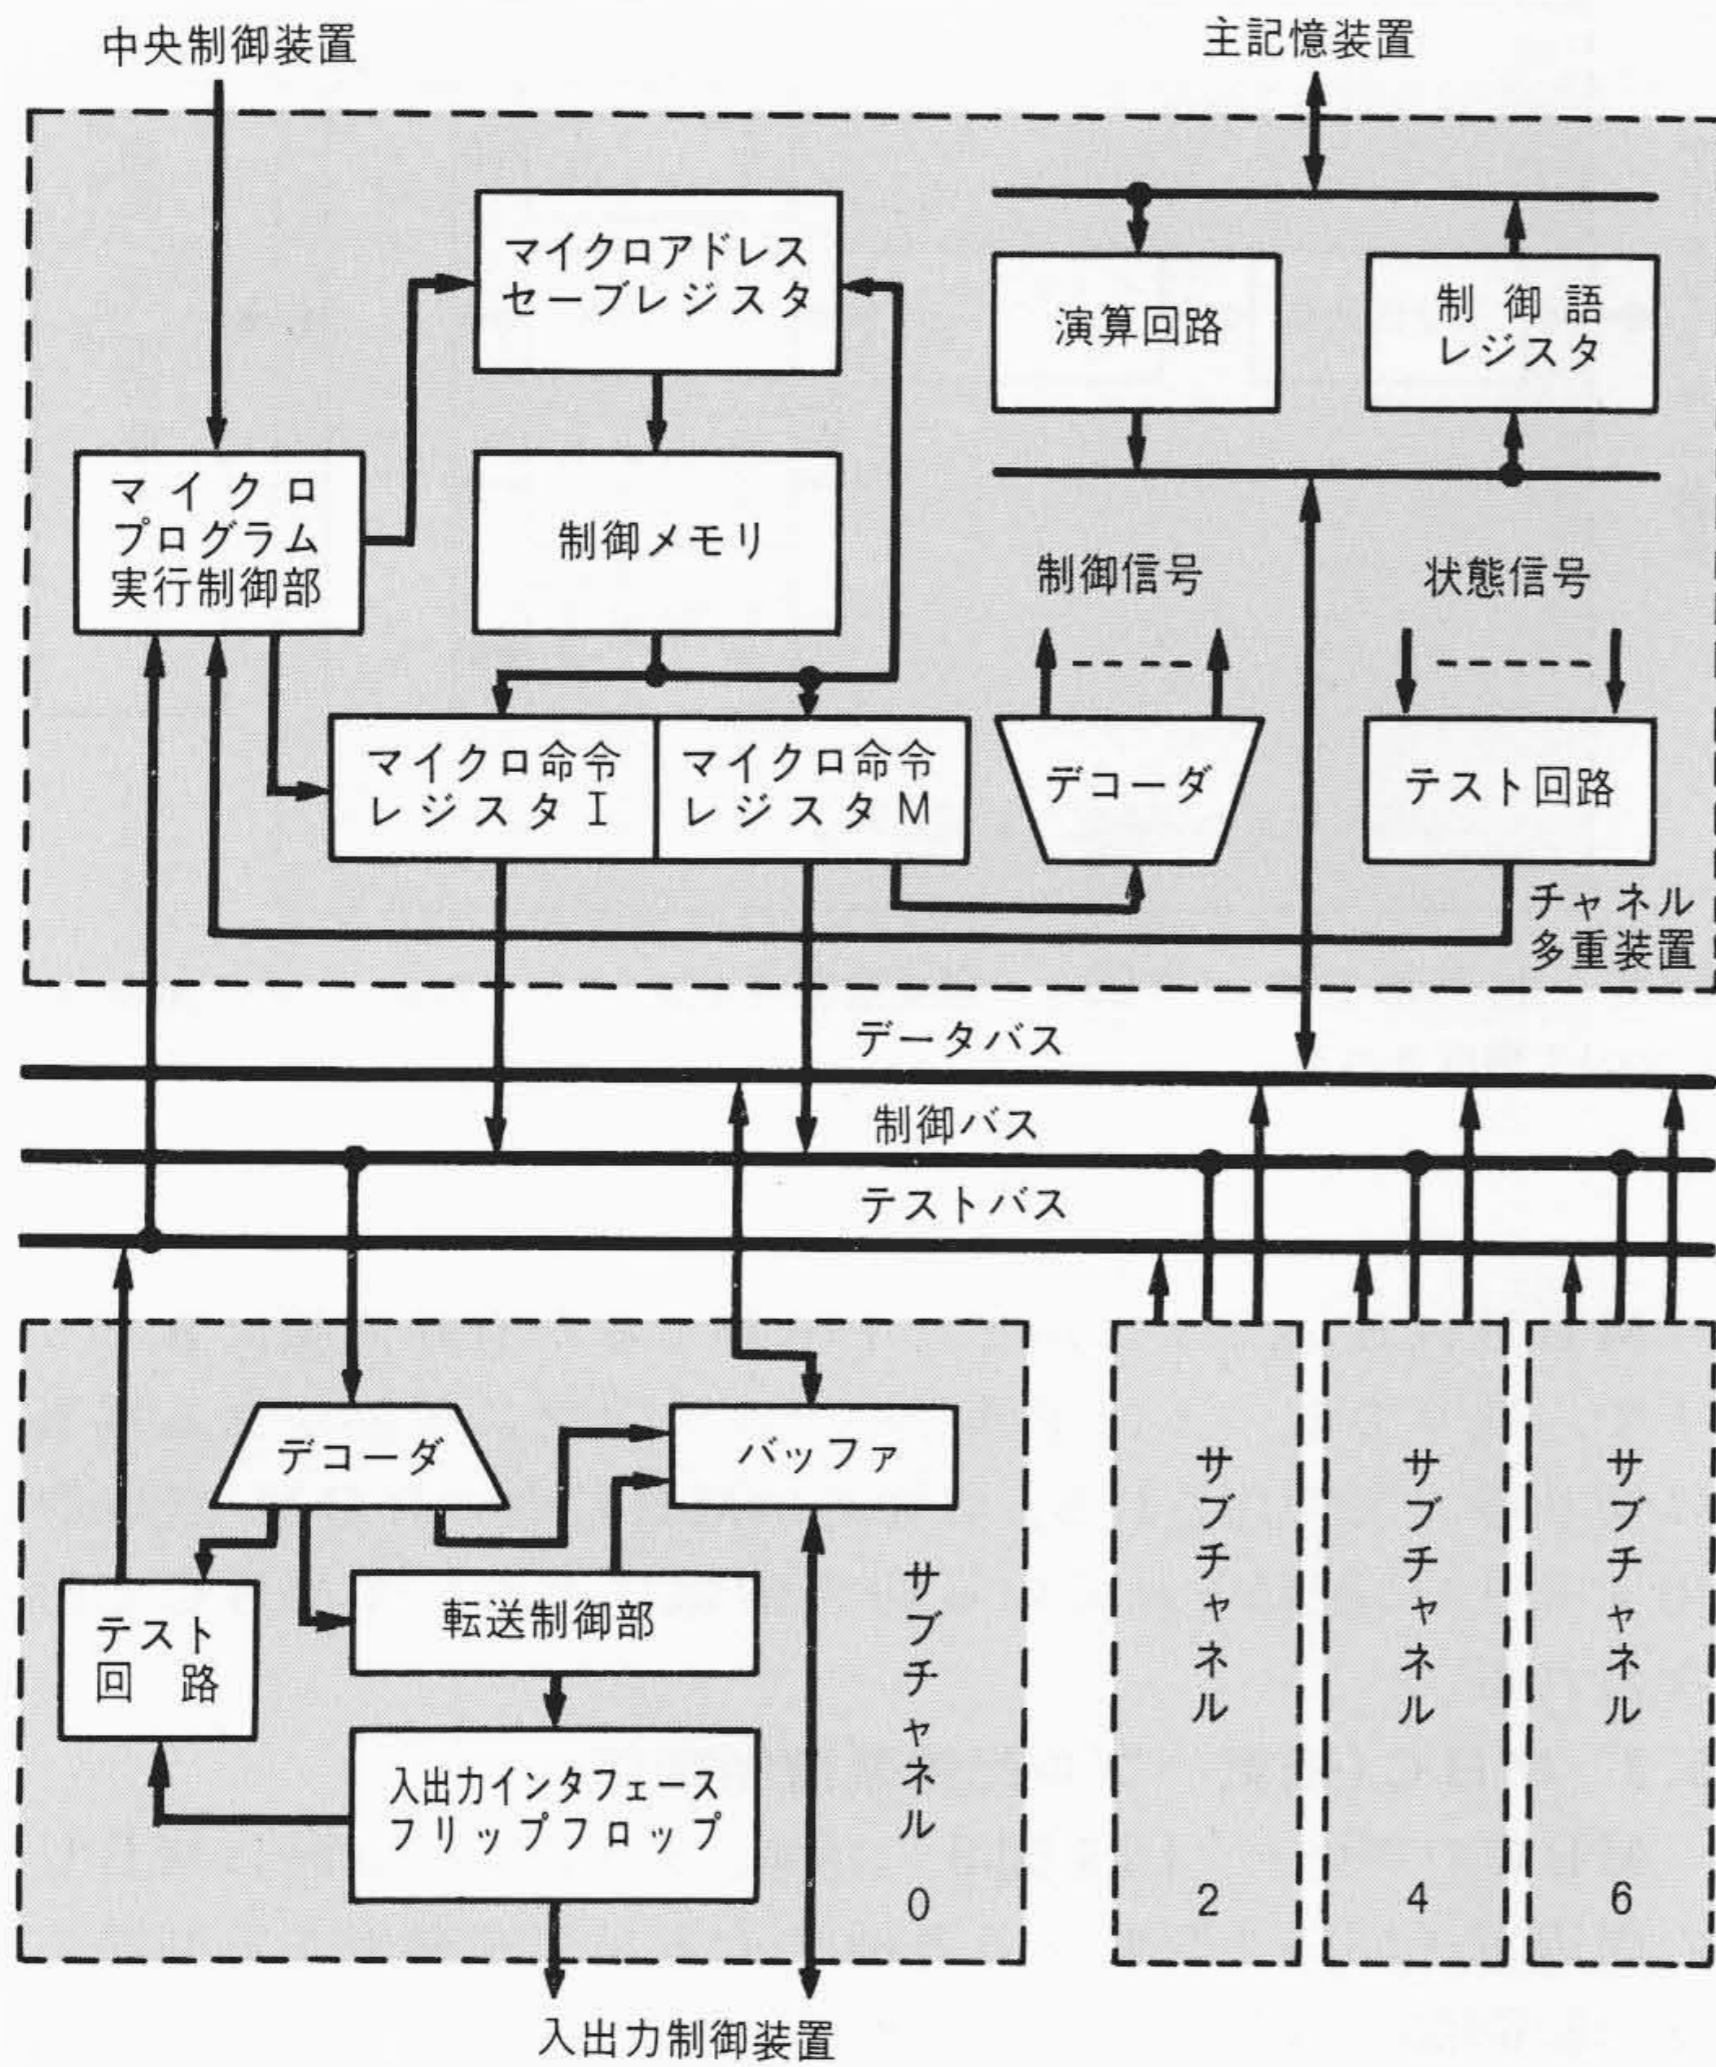 中央制御装置
主記憶装置
マイクロアドレス
セーブレジスタ
演算回路
制御語
レジスタ
マイクロ
プログラム
実行制御部
制御メモリ
制御信号
状態信号
マイクロ命令
レジスタI
マイクロ命令
レジスタM
デコーダ
テスト回路
チャネル
多重装置
データバス
制御バス
テストバス
デコーダ
バッファ
テスト
回路
転送制御部
入出力インタフェース
フリップフロップ
サブチャネル 0
サブチャネル 2
サブチャネル 4
サブチャネル 6
入出力制御装置